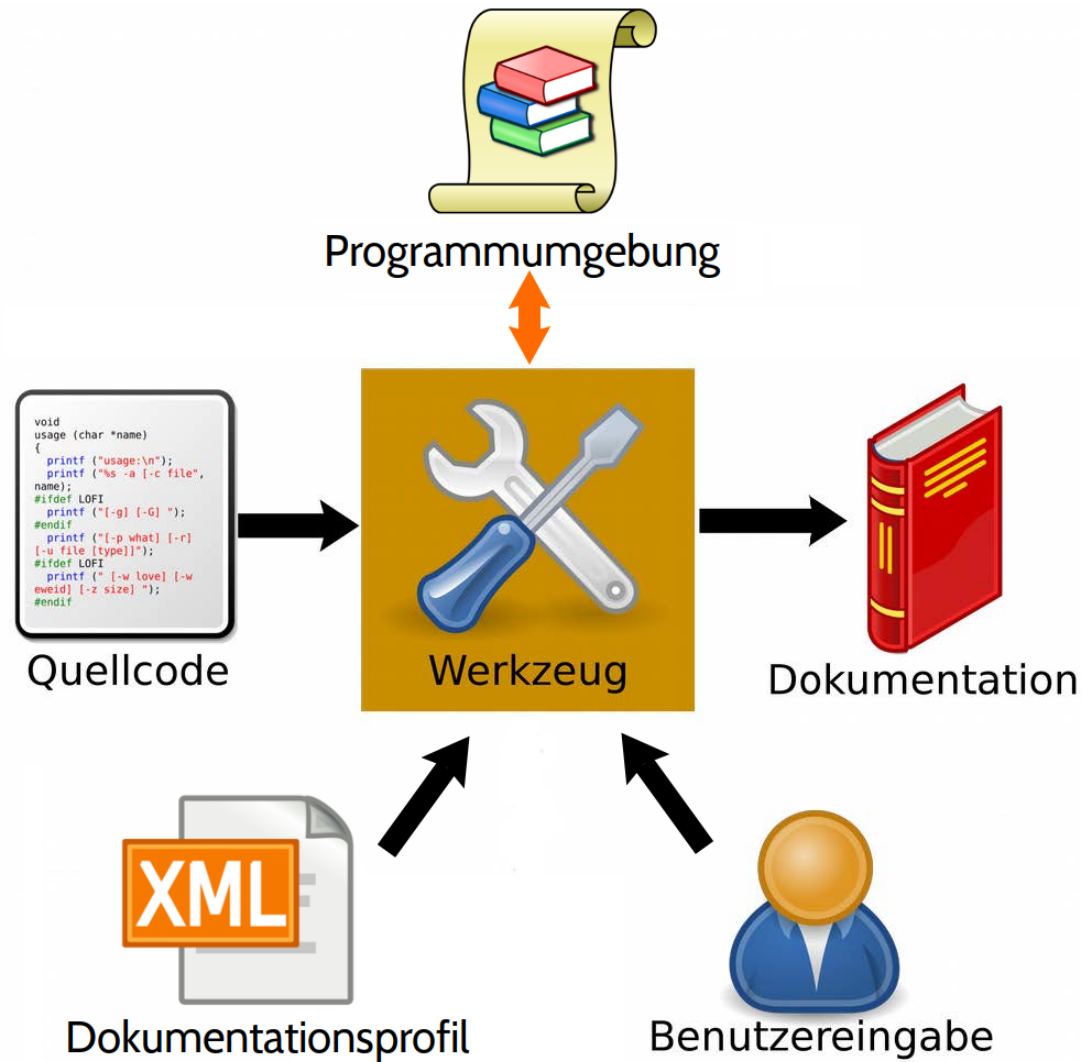 Programmumgebung
void
usage (char *name)
{
printf ("usage:\n");
printf ("%s -a [-c file",
name);
#ifdef LOFI
printf ("[-g] [-G] ");
#endif
printf ("[-p what] [-r]
[-u file [type]]");
#ifdef LOFI
printf (" [-w love] [-w
eweid] [-z size] ");
#endif
Quellcode
Werkzeug
Dokumentation
XML
Dokumentationsprofil
Benutzereingabe